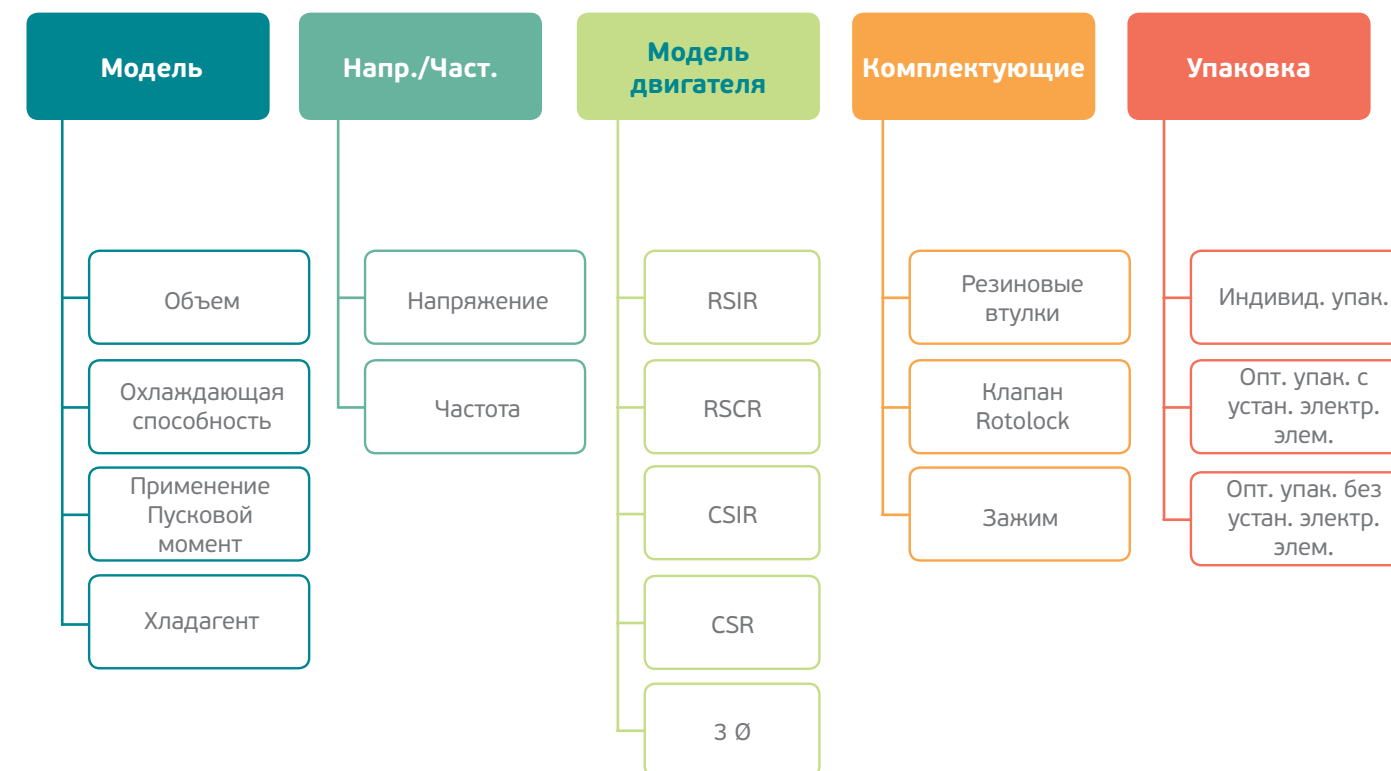 Модель
Объем
Охлаждающая
способность
Применение
Пусковой
момент
Хладагент
Напр./Част.
Напряжение
Частота
Модель
двигателя
RSIR
RSCR
CSIR
CSR
3 Ø
Комплектующие
Резиновые
втулки
Клапан
Rotolock
Зажим
Упаковка
Индивид. упак.
Опт. упак. с
устан. электр.
элем.
Опт. упак. без
устан. электр.
элем.